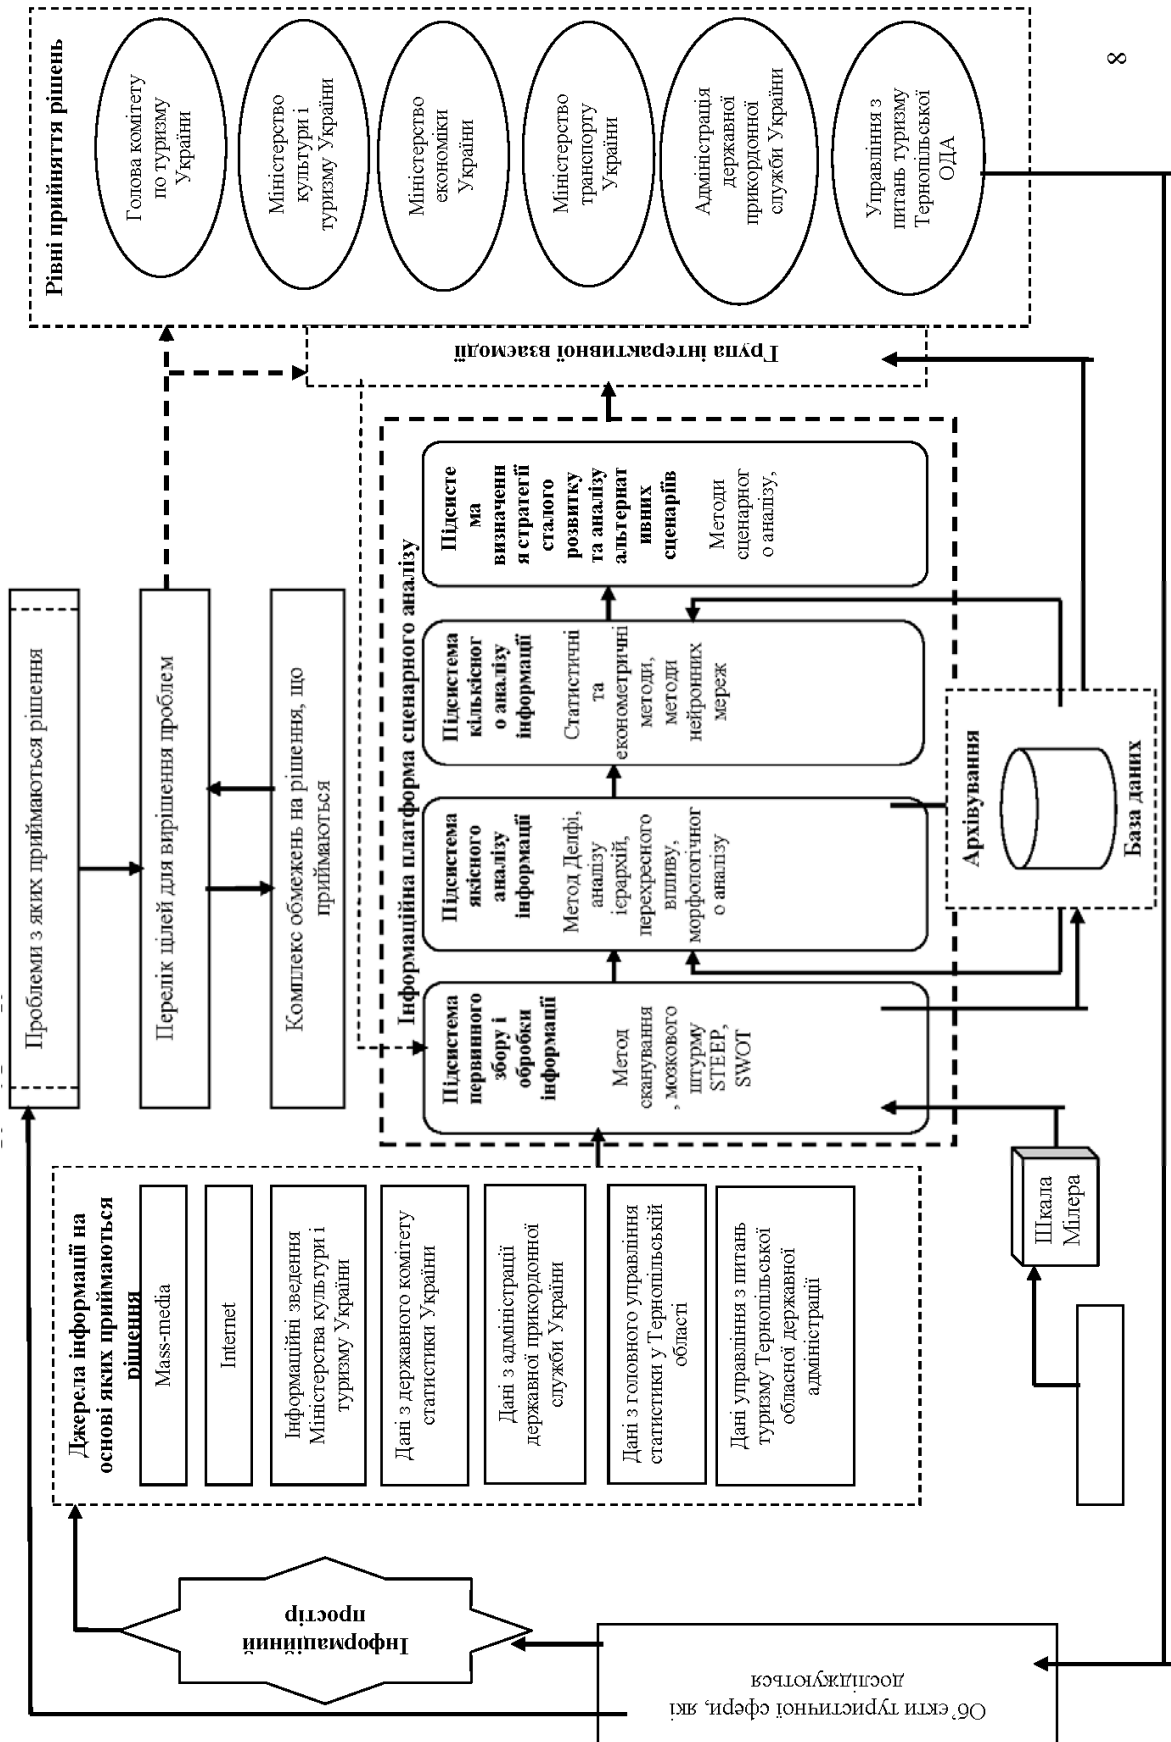 Проблеми з яких приймаються рішення
Перелік цілей для вирішення проблем
Комплекс обмежень на рішення, що
приймаються
Рівні прийняття рішень
Голова комітету
по туризму
України
Міністерство
культури і
туризму України
Міністерство
економіки
України
Міністерство
транспорту
України
Адміністрація
державної
прикордонної
служби України
Управління з
питань туризму
Тернопільської
ОДА
Група інтерактивної взаємодії
Інформаційна платформа сценарного аналізу
Підсистема
первинного
збору і
обробки
інформації
Метод
сканування
, мозкового
штурму
STEEP,
SWOT
Підсистема
якісного
аналізу
інформації
Метод Делфі,
аналізу
ієрархій,
перехресного
впливу,
морфологічног
о аналізу
Підсистема
кількісног
о аналізу
інформації
Статистичні
та
економетричні
методи,
методи
нейронних
мереж
Підсисте
ма
визначенн
я стратегії
сталого
розвитку
та аналізу
альтернат
ивних
сценаріїв
Методи
сценарног
о аналізу,
Архівування
База даних
Джерела інформації на
основі яких приймаються
рішення
Mass-media
Internet
Інформаційні зведення
Міністерства культури і
туризму України
Дані з державного комітету
статистики України
Дані з адміністрації
державної прикордонної
служби України
Дані з головного управління
статистики у Тернопільській
області
Дані управління з питань
туризму Тернопільської
обласної державної
адміністрації
Шкала
Мілера
Інформаційний
простір
Об’єкти туристичної сфери, які
досліджуються
8